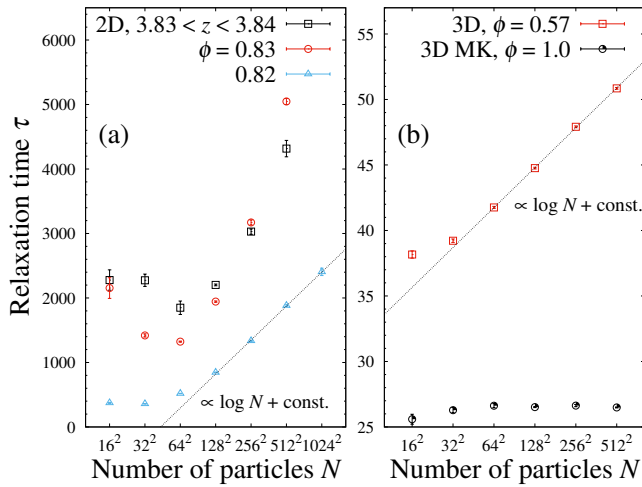 2D, 3.83 < z < 3.84
ϕ = 0.83
0.82
(a)
∝ log N + const.
Relaxation time τ
0
1000
2000
3000
4000
5000
6000
16² 32² 64² 128² 256² 512² 1024²
Number of particles N
3D, ϕ = 0.57
3D MK, ϕ = 1.0
(b)
∝ log N + const.
25
30
35
40
45
50
55
16² 32² 64² 128² 256² 512²
Number of particles N